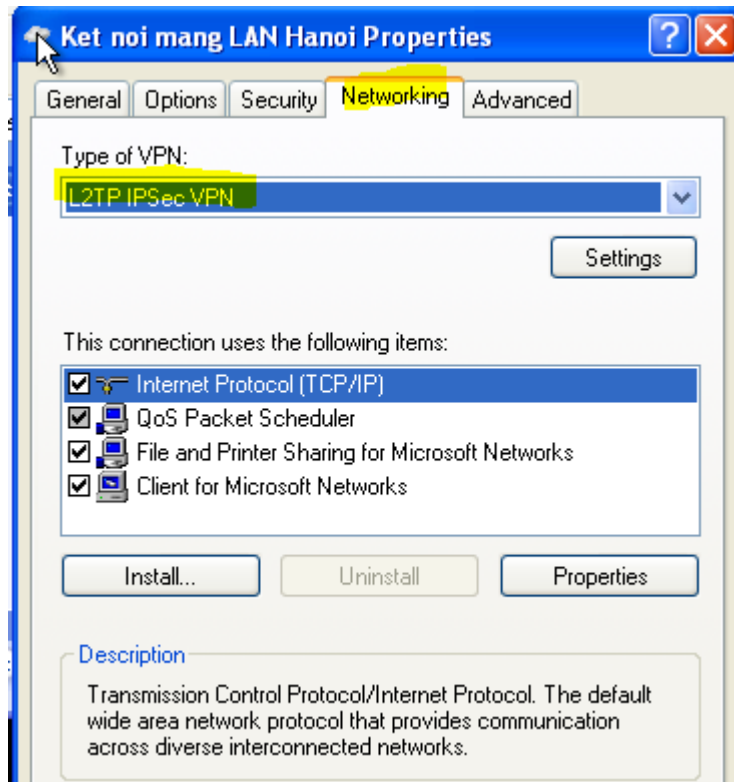 Ket noi mang LAN Hanoi Properties
General Options Security Networking Advanced
Type of VPN:
L2TP IPSec VPN
Settings
This connection uses the following items:
Internet Protocol (TCP/IP)
QoS Packet Scheduler
File and Printer Sharing for Microsoft Networks
Client for Microsoft Networks
Install... Uninstall Properties
Description
Transmission Control Protocol/Internet Protocol. The default
wide area network protocol that provides communication
across diverse interconnected networks.